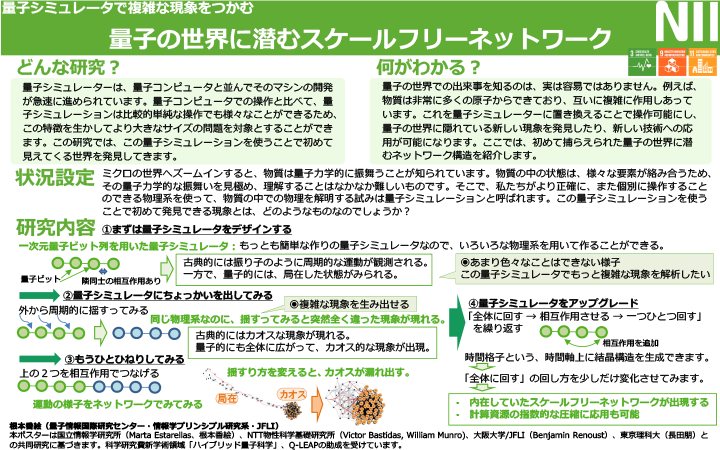 量子シミュレータで複雑な現象をつかむ
量子の世界に潜むスケールフリーネットワーク
NII
どんな研究？
量子シミュレーターは、量子コンピュータと並んでそのマシンの開発
が急速に進められています。量子コンピュータでの操作と比べて、量
子シミュレーションは比較的単純な操作でも様々なことができるため、
この特徴を生かしてより大きなサイズの問題を対象とすることができ
ます。この研究では、この量子シミュレーションを使うことで初めて
見えてくる世界を発見してきます。
何がわかる？
量子の世界での出来事を知るのは、実は容易ではありません。例えば、
物質は非常に多くの原子からできており、互いに複雑に作用しあって
います。これを量子シミュレーターに置き換えることで操作可能にし、
量子の世界に隠れている新しい現象を発見したり、新しい技術への応
用が可能になります。ここでは、初めて捕らえられた量子の世界に潜
むネットワーク構造を紹介します。
状況設定
ミクロの世界へズームインすると、物質は量子力学的に振舞うことが知られています。物質の中の状態は、様々な要素が絡み合うため、
その量子力学的な振舞いを見極め、理解することはなかなか難しいものです。そこで、私たちがより正確に、また個別に操作すること
のできる物理系を使って、物質の中での物理を解明する試みは量子シミュレーションと呼ばれます。この量子シミュレーションを使う
ことで初めて発見できる現象とは、どのようなものなのでしょうか？
研究内容
①まずは量子シミュレータをデザインする
一次元量子ビット列を用いた量子シミュレータ：もっとも簡単な作りの量子シミュレータなので、いろいろな物理系を用いて作ることができる。
量子ビット
隣同士の相互作用あり
古典的には振り子のように周期的な運動が観測される。
一方で、量子的には、局在した状態がみられる。
◉あまり色々なことはできない様子
この量子シミュレータでもっと複雑な現象を解析したい
②量子シミュレータにちょっかいを出してみる
◉複雑な現象を生み出せる
外から周期的に揺すってみる
同じ物理系なのに、揺すってみると突然全く違った現象が現れる。
古典的にはカオスな現象が現れる。
量子的にも全体に広がって、カオス的な現象が出現。
③もうひとひねりしてみる
上の２つを相互作用でつなげる
揺すり方を変えると、カオスが漏れ出す。
局在
カオス
運動の様子をネットワークでみてみる
④量子シミュレータをアップグレード
「全体に回す → 相互作用させる → 一つひとつ回す」
を繰り返す
相互作用を追加
時間格子という、時間軸上に結晶構造を生成できます。
「全体に回す」の回し方を少しだけ変化させてみます。
・ 内在していたスケールフリーネットワークが出現する
・ 計算資源の指数的な圧縮に応用も可能
根本香絵（量子情報国際研究センター・情報学プリンシプル研究系・JFLI）
本ポスターは国立情報学研究所（Marta Estarellas、根本香絵）、NTT物性科学基礎研究所（Victor Bastidas, William Munro)、大阪大学/JFLI（Benjamin Renoust）、東京理科大（長田朋）と
の共同研究に基づきます。科学研究費新学術領域「ハイブリッド量子科学」、Q-LEAPの助成を受けています。